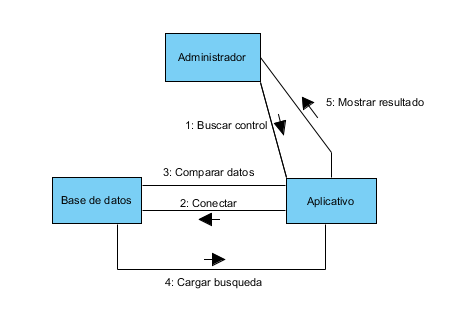 Administrador
5: Mostrar resultado
1: Buscar control
3: Comparar datos
Base de datos
2: Conectar
Aplicativo
4: Cargar busqueda